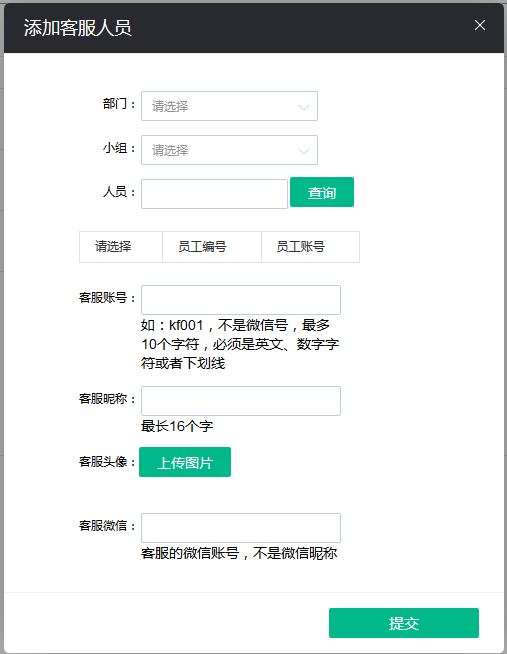 添加客服人员
部门：
请选择
小组：
请选择
人员：
查询
请选择 员工编号 员工账号
客服账号：
如：kf001，不是微信号，最多
10个字符，必须是英文、数字字
符或者下划线
客服昵称：
最长16个字
客服头像：
上传图片
客服微信：
客服的微信账号，不是微信昵称
提交